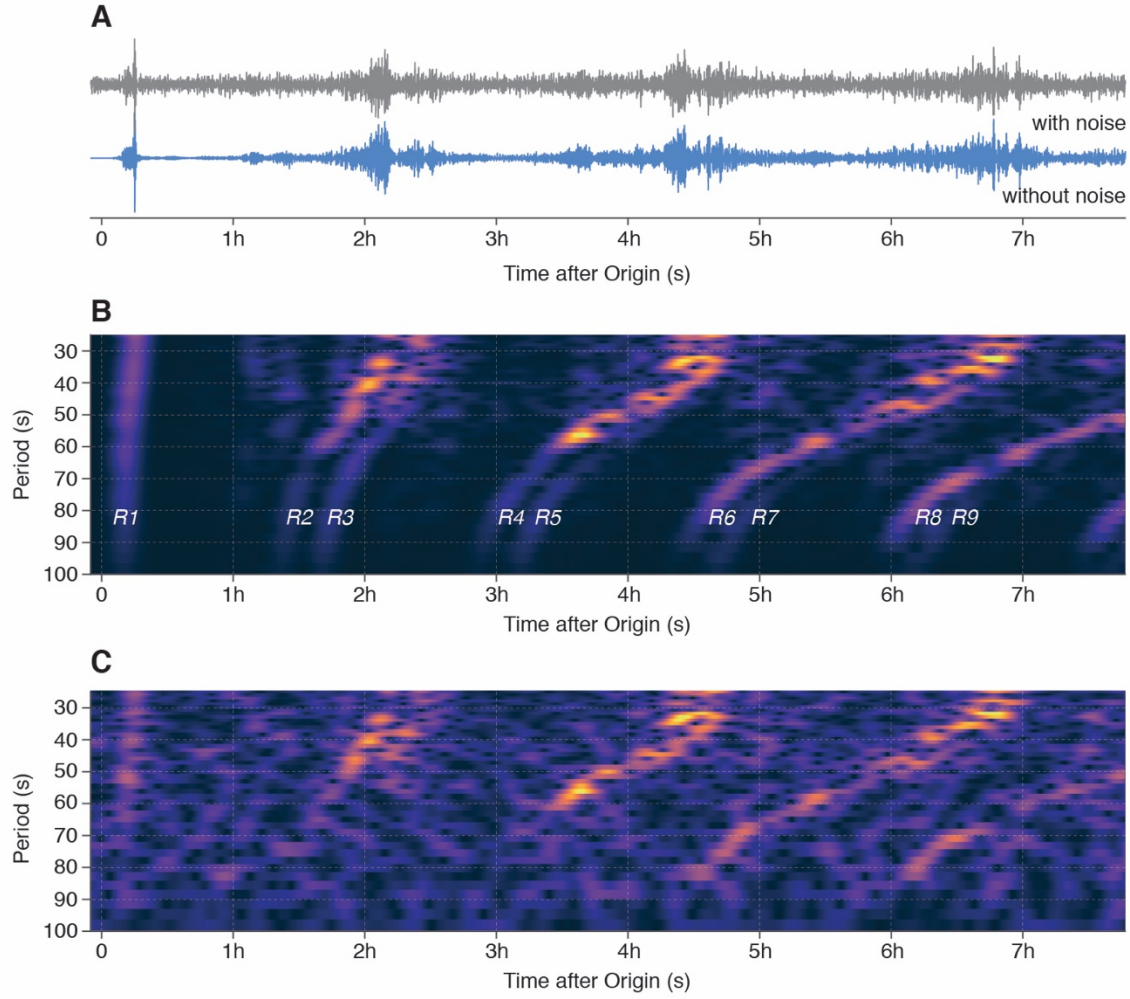 A
with noise
without noise
0 1h 2h 3h 4h 5h 6h 7h
Time after Origin (s)
B
Period (s)
30
40
50
60
70
80
90
100
R1 R2 R3 R4 R5 R6 R7 R8 R9
0 1h 2h 3h 4h 5h 6h 7h
Time after Origin (s)
C
Period (s)
30
40
50
60
70
80
90
100
0 1h 2h 3h 4h 5h 6h 7h
Time after Origin (s)